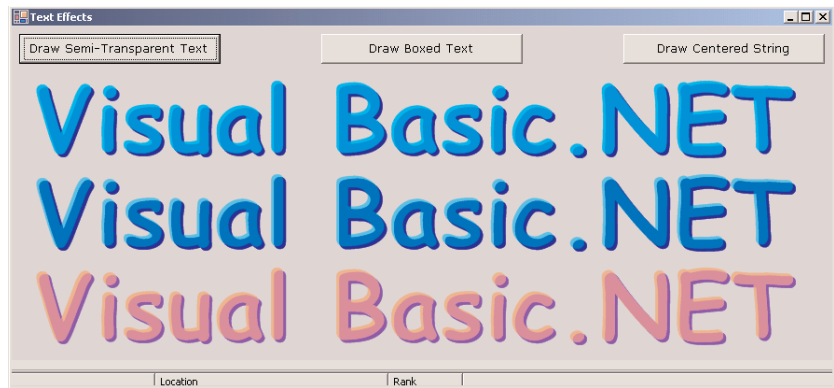 Text Effects
Draw Semi-Transparent Text Draw Boxed Text Draw Centered String
Visual Basic.NET
Visual Basic.NET
Visual Basic.NET
Location Rank